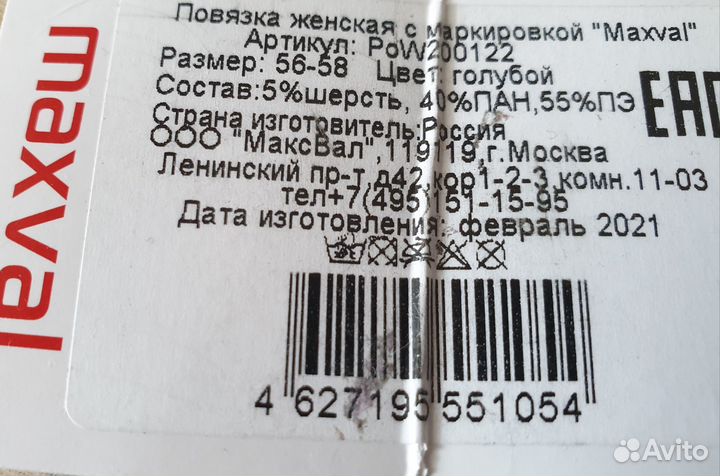 maxval
Повязка женская с маркировкой "Maxval"
Артикул: PoW200122
Размер: 56-58 Цвет: голубой
Состав:5%шерсть, 40%ПАН,55%ПЭ
EAC
Страна изготовитель:Россия
ООО "МаксВал",119119,г.Москва
Ленинский пр-т,д42,кор1-2-3,комн.11-03
тел+7(495)151-15-95
Дата изготовления: февраль 2021
4 627195 551054
Avito